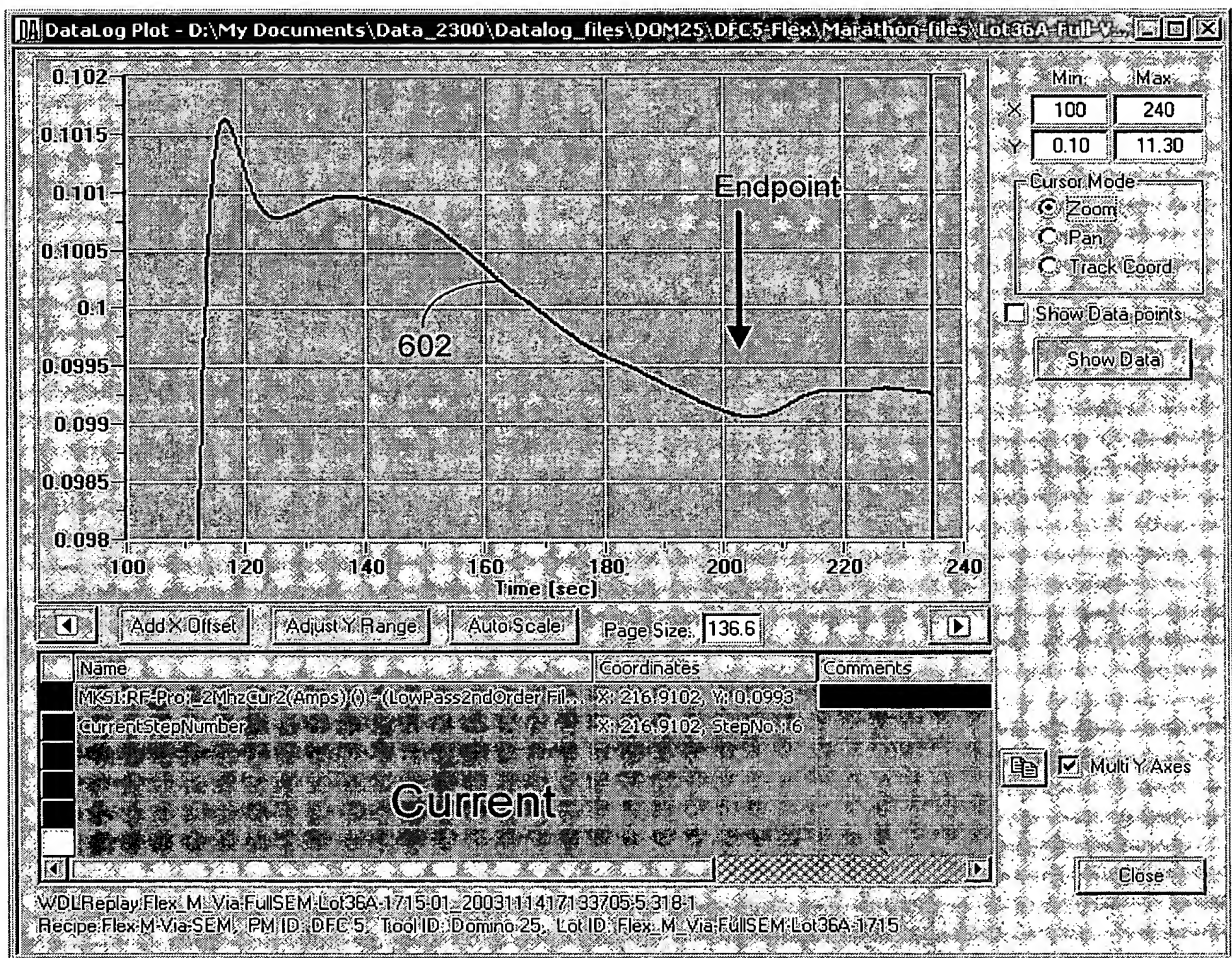 DataLog Plot - D:\My Documents\Data_2300\Datalog_files\DOM25\DFC5-Flex\Marathon-files\Lot36A-Full-V...
0.102
0.1015
0.101
0.1005
0.1
0.0995
0.099
0.0985
0.098
Endpoint
602
100 120 140 160 180 200 220 240
Time (sec)
Min: Max
X 100 240
Y 0.10 11.30
Cursor Mode
Zoom
Pan
Track Coord.
Show Data points
Show Data
Add X Offset Adjust Y Range Auto Scale Page Size: 136.6
Name Coordinates Comments
MKS1:RF-Pro:_2MhzCur2(Amps) () - (LowPass2ndOrder Fil... X: 216.9102, Y: 0.0993
CurrentStepNumber X: 216.9102, StepNo.: 6
Current
Multi Y Axes
Close
WDLReplay:Flex_M_Via-FullSEM-Lot36A-1715-01_2003111417133705-5.318-1
Recipe:Flex-M-Via-SEM, PM ID: DFC 5, Tool ID: Domino 25, Lot ID: Flex_M_Via-FullSEM-Lot36A-1715